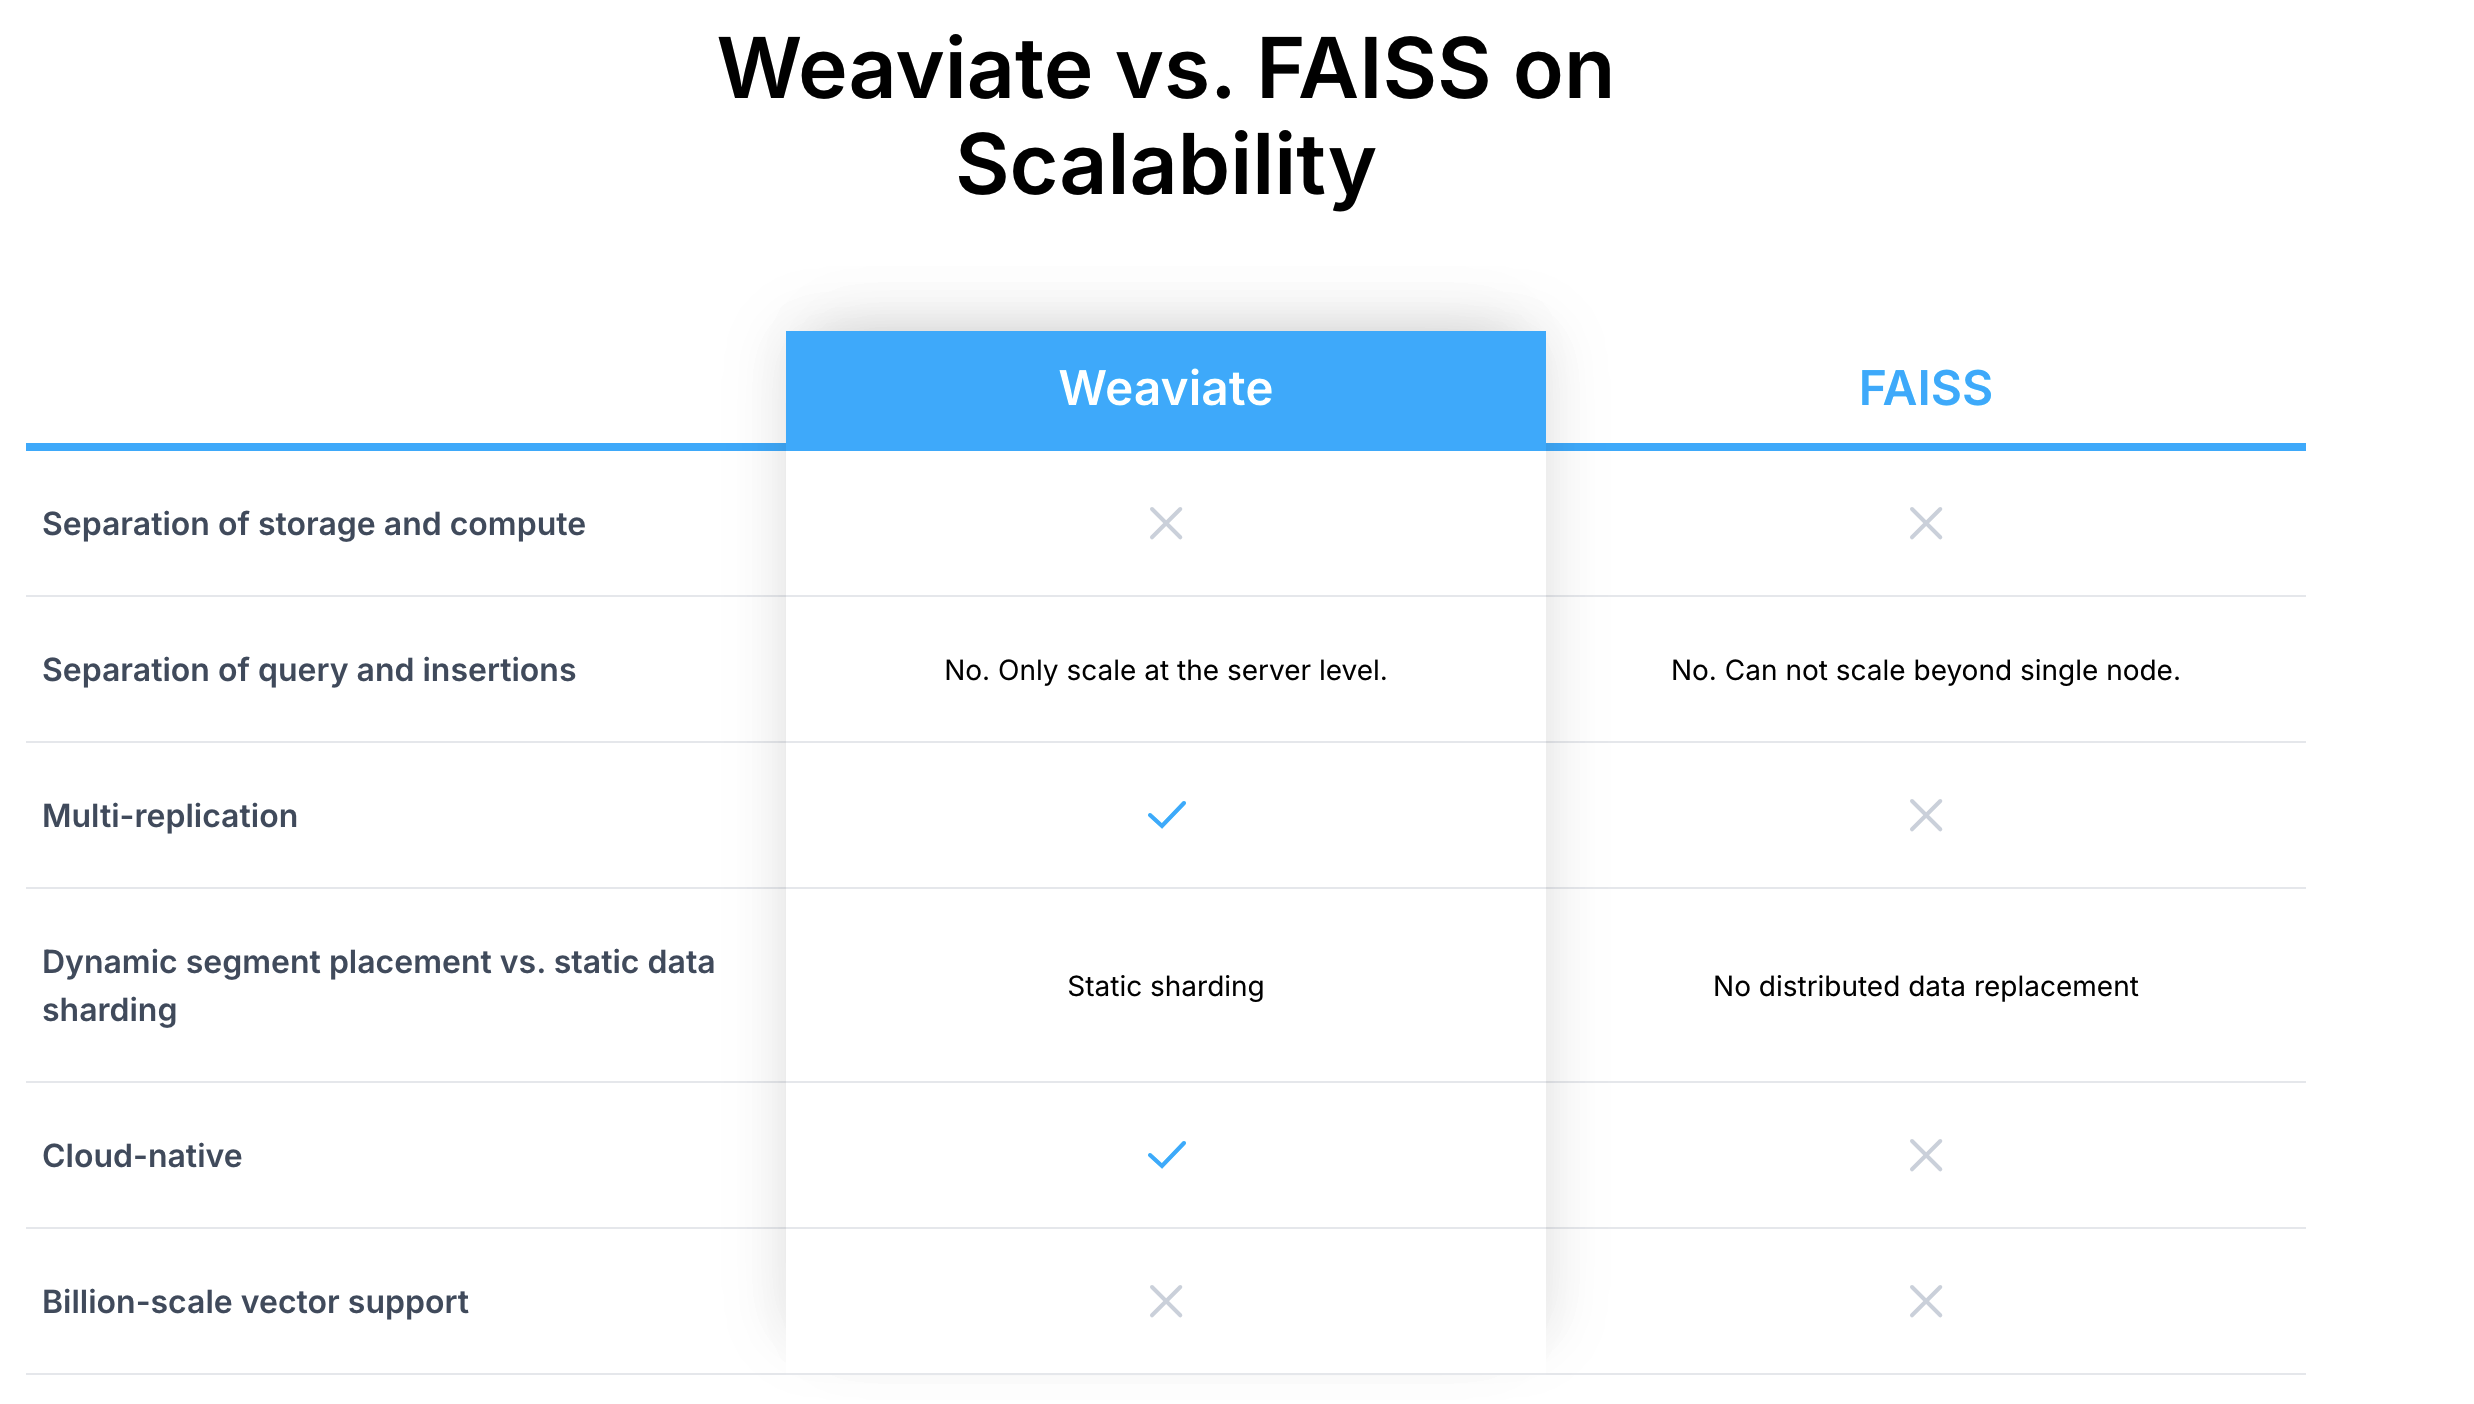 Weaviate vs. FAISS on
Scalability
Weaviate
FAISS
Separation of storage and compute
Separation of query and insertions
No. Only scale at the server level.
No. Can not scale beyond single node.
Multi-replication
Dynamic segment placement vs. static data
sharding
Static sharding
No distributed data replacement
Cloud-native
Billion-scale vector support